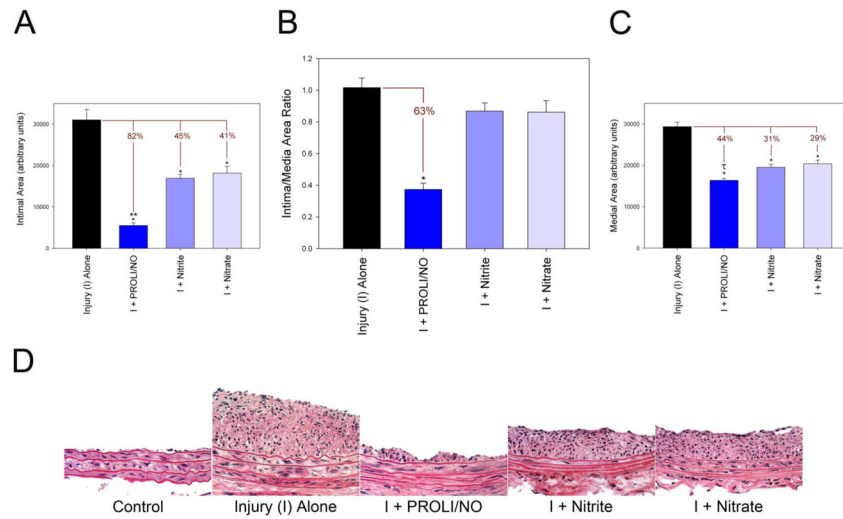 A
Intimal Area (arbitrary units)
30000
20000
10000
0
82%
45%
41%
**
*
*
*
Injury (I) Alone
I + PROLI/NO
I + Nitrite
I + Nitrate
B
Intima/Media Area Ratio
1.2
1.0
0.8
0.6
0.4
0.2
0.0
63%
*
Injury (I) Alone
I + PROLI/NO
I + Nitrite
I + Nitrate
C
Medial Area (arbitrary units)
30000
20000
10000
0
44%
31%
29%
*
*
*
Injury (I) Alone
I + PROLI/NO
I + Nitrite
I + Nitrate
D
Control
Injury (I) Alone
I + PROLI/NO
I + Nitrite
I + Nitrate